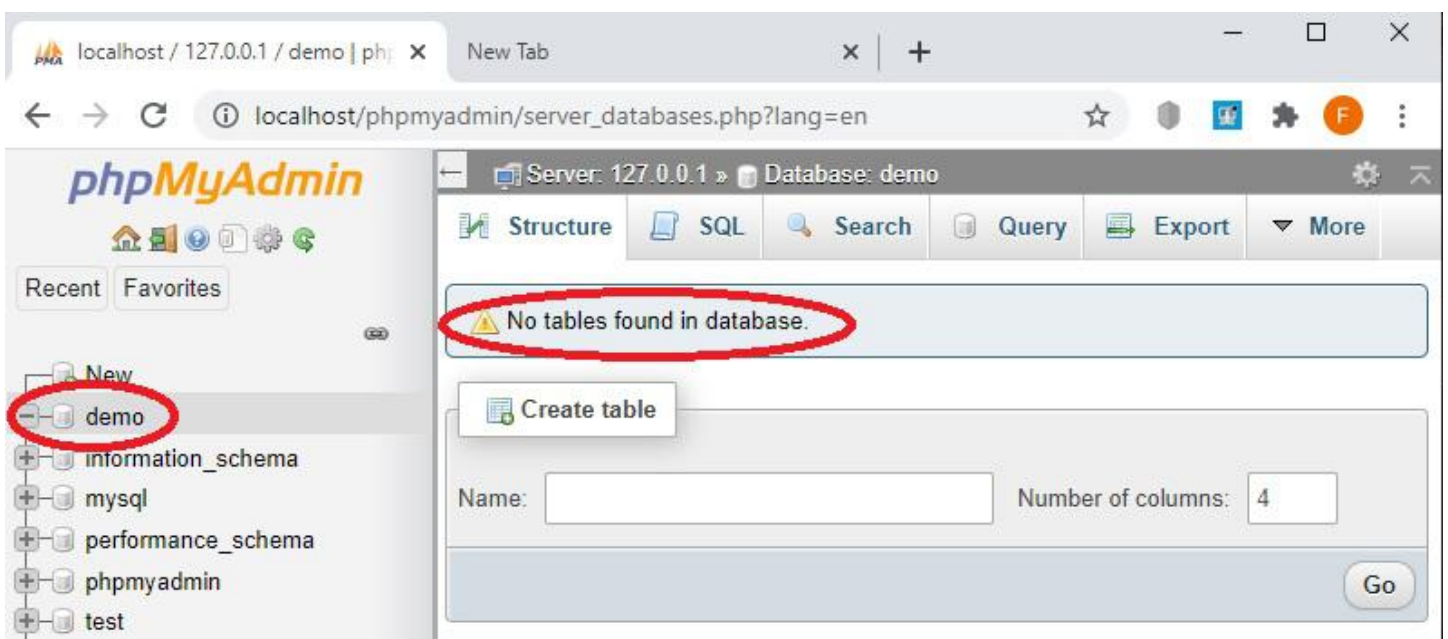 localhost / 127.0.0.1 / demo | ph
New Tab
localhost/phpmyadmin/server_databases.php?lang=en
F
phpMyAdmin
Recent Favorites
New
demo
information_schema
mysql
performance_schema
phpmyadmin
test
Server: 127.0.0.1 » Database: demo
Structure SQL Search Query Export More
No tables found in database.
Create table
Name: Number of columns: 4
Go